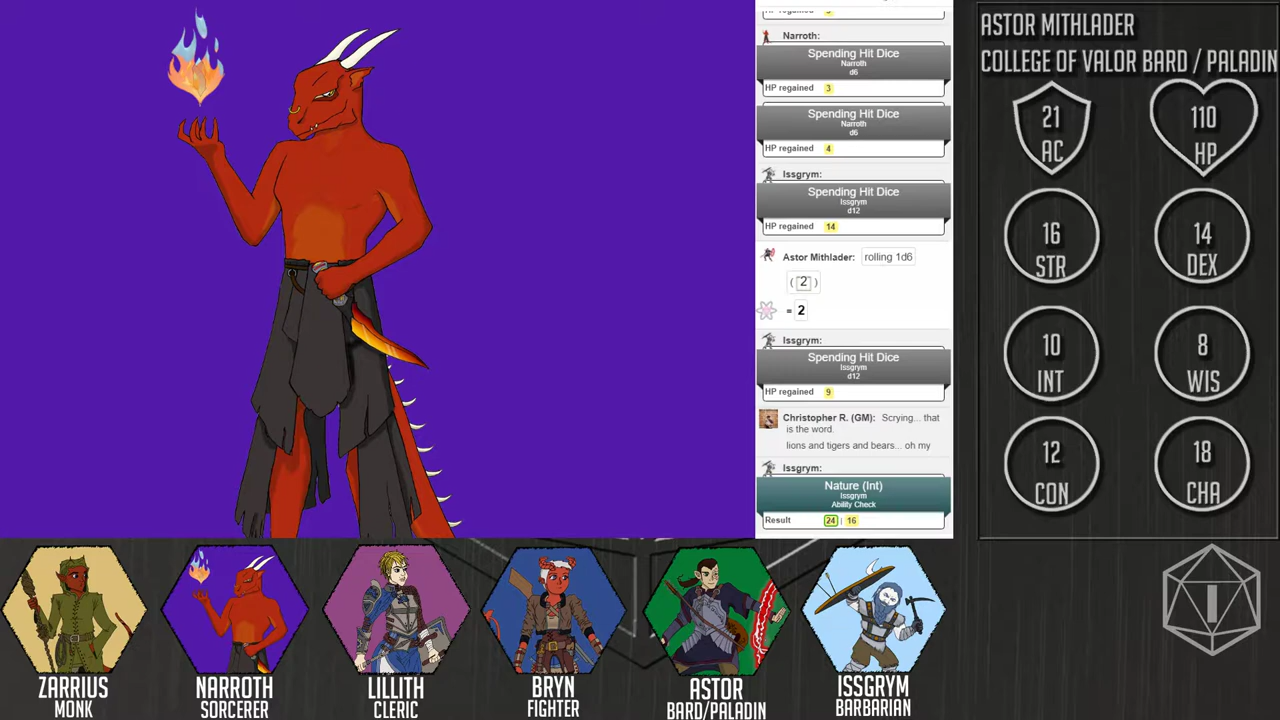 Narroth:
Spending Hit Dice
Narroth
d6
HP regained 3
Spending Hit Dice
Narroth
d6
HP regained 4
Issgrym:
Spending Hit Dice
Issgrym
d12
HP regained 14
Astor Mithlader: rolling 1d6
( 2 )
= 2
Issgrym:
Spending Hit Dice
Issgrym
d12
HP regained 9
Christopher R. (GM): Scrying... that
is the word.
lions and tigers and bears... oh my
Issgrym:
Nature (Int)
Issgrym
Ability Check
Result 24 | 16
ASTOR MITHLADER
COLLEGE OF VALOR BARD / PALADIN
21
AC
110
HP
16
STR
14
DEX
10
INT
8
WIS
12
CON
18
CHA
ZARRIUS
MONK
NARROTH
SORCERER
LILLITH
CLERIC
BRYN
FIGHTER
ASTOR
BARD/PALADIN
ISSGRYM
BARBARIAN